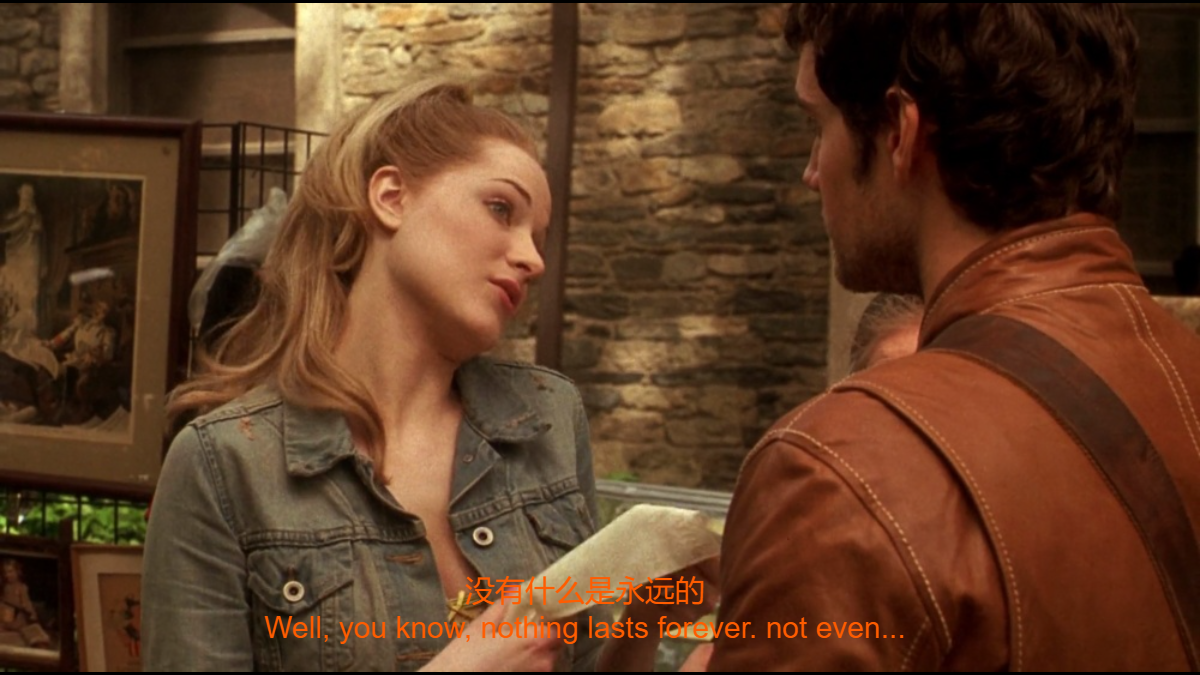 没有什么是永远的
Well, you know, nothing lasts forever. not even...